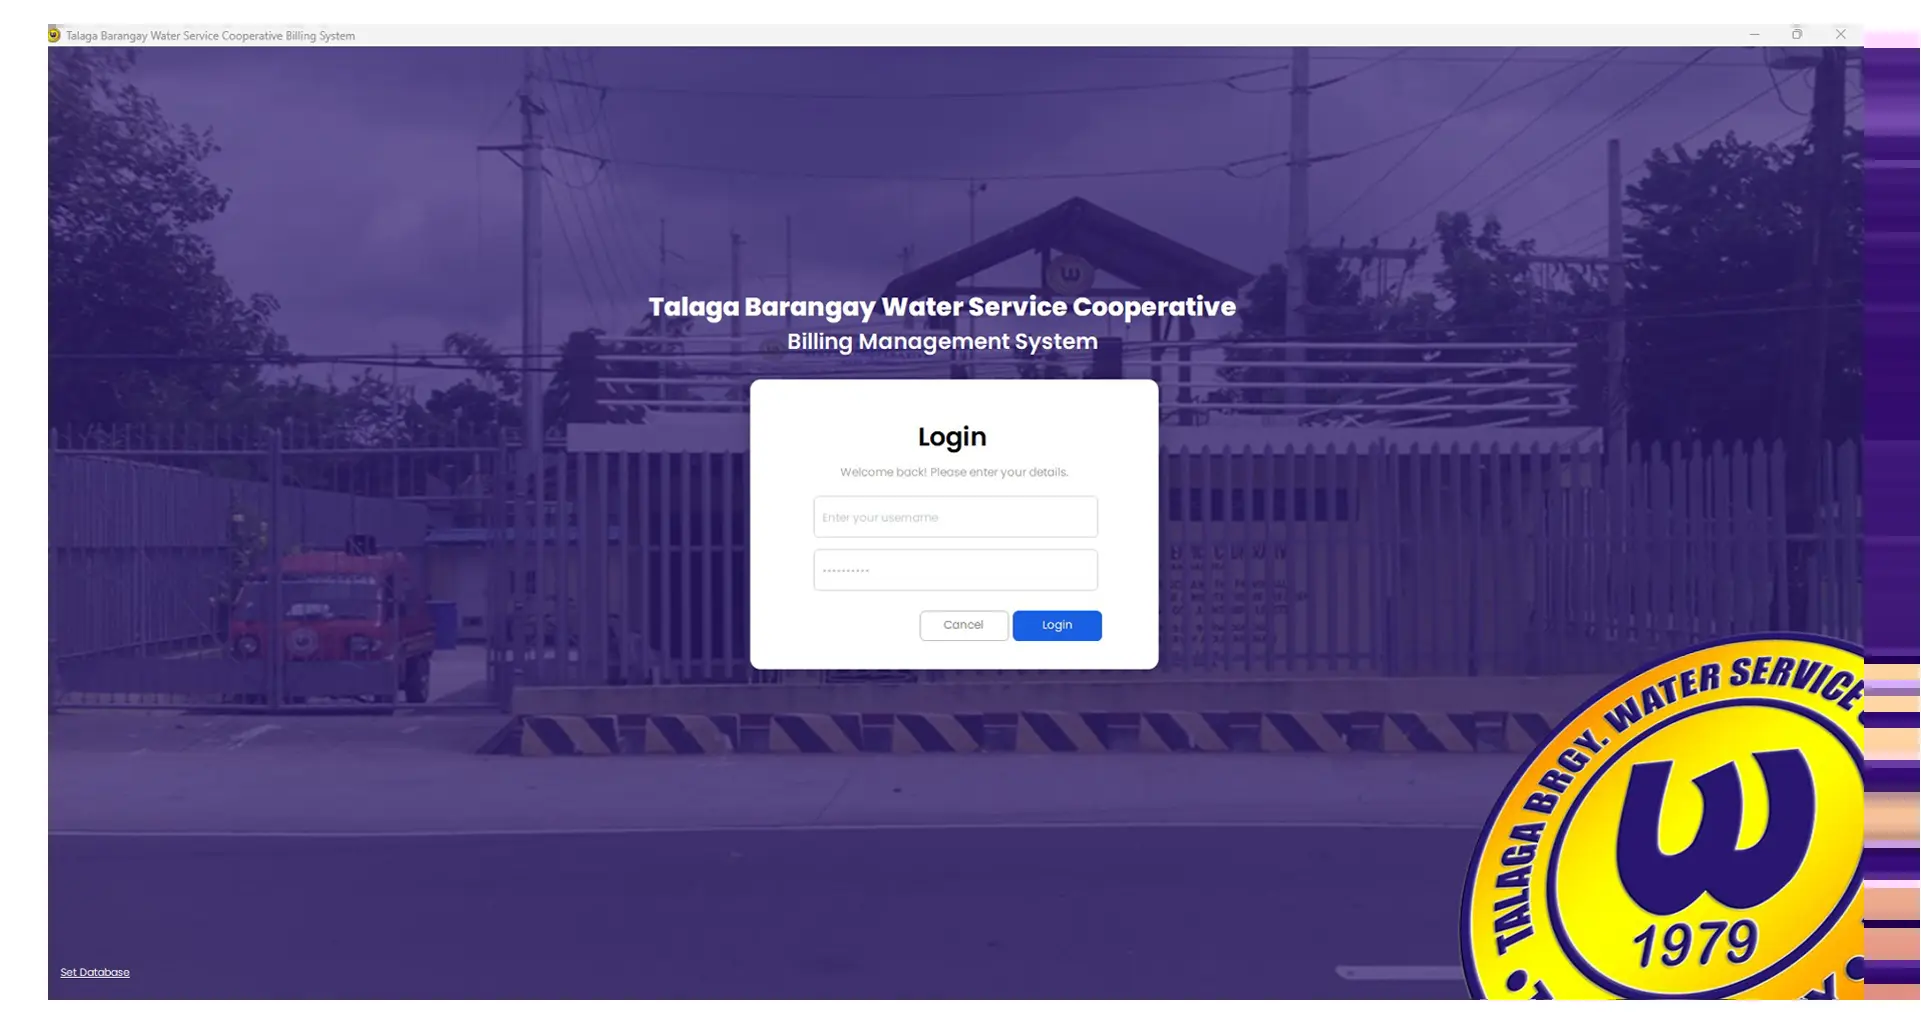 Talaga Barangay Water Service Cooperative Billing System
Talaga Barangay Water Service Cooperative
Billing Management System
Login
Welcome back! Please enter your details.
Enter your username
Cancel
Login
Set Database
TALAGA BRGY. WATER SERVICE
W
1979